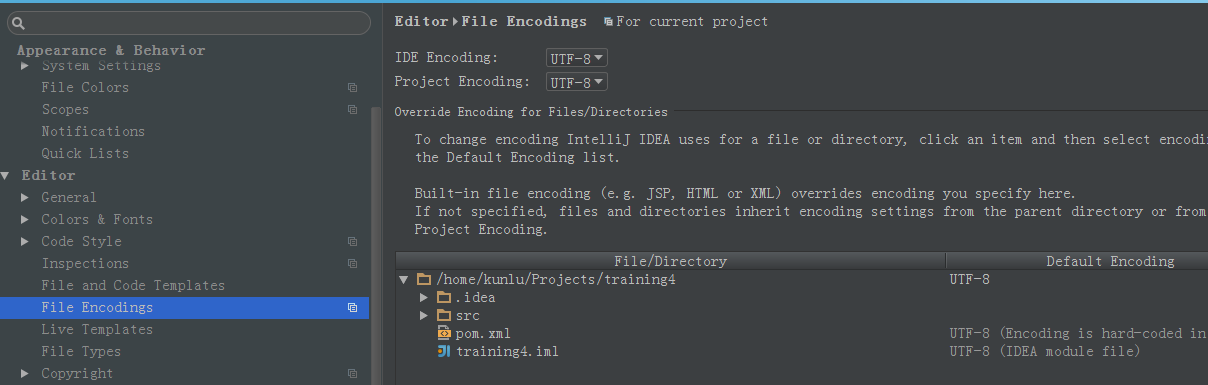 Appearance & Behavior
System Settings
File Colors
Scopes
Notifications
Quick Lists
Editor
General
Colors & Fonts
Code Style
Inspections
File and Code Templates
File Encodings
Live Templates
File Types
Copyright
Editor File Encodings For current project
IDE Encoding: UTF-8
Project Encoding: UTF-8
Override Encoding for Files/Directories
To change encoding IntelliJ IDEA uses for a file or directory, click an item and then select encodi
the Default Encoding list.
Built-in file encoding (e.g. JSP, HTML or XML) overrides encoding you specify here.
If not specified, files and directories inherit encoding settings from the parent directory or from
Project Encoding.
File/Directory Default Encoding
/home/kunlu/Projects/training4 UTF-8
.idea
src
pom.xml UTF-8 (Encoding is hard-coded in
training4.iml UTF-8 (IDEA module file)